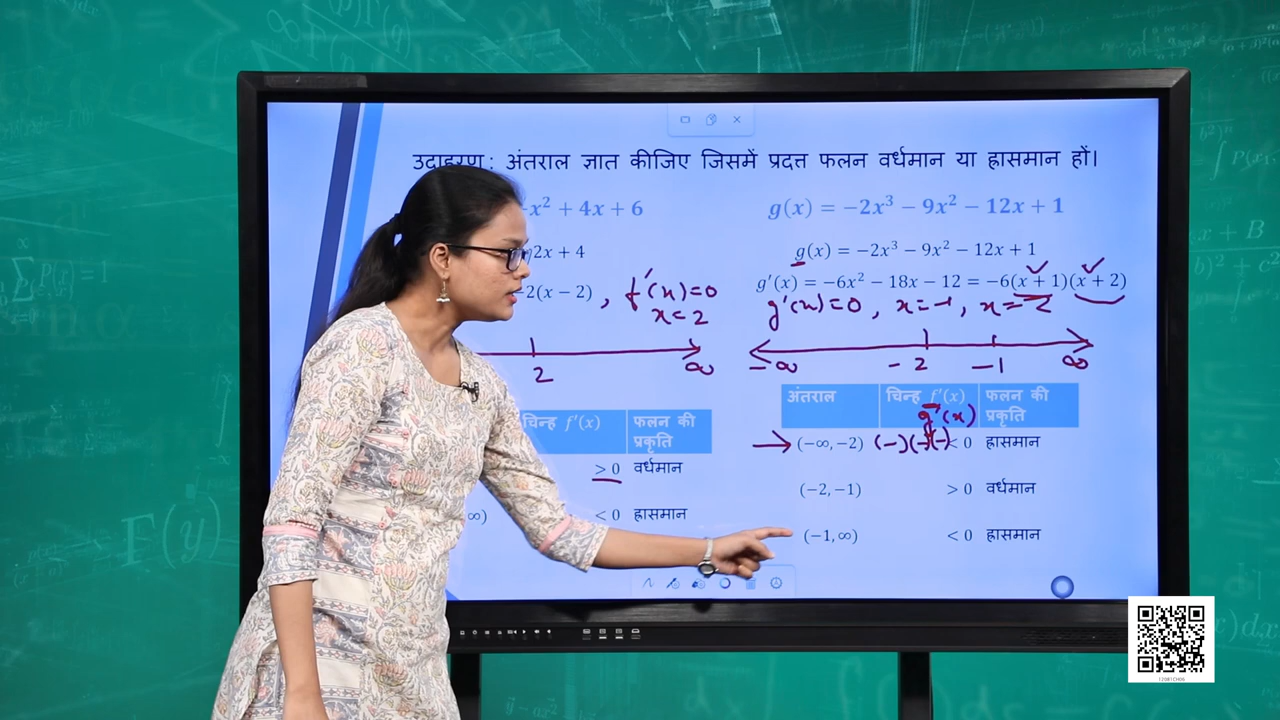 उदाहरण : अंतराल ज्ञात कीजिए जिसमें प्रदत्त फलन वर्धमान या ह्रासमान हों।
x² + 4x + 6
g(x) = −2x³ − 9x² − 12x + 1
2x + 4
g(x) = −2x³ − 9x² − 12x + 1
−2(x − 2) , f'(x)=0
x=2
g'(x) = −6x² − 18x − 12 = −6(x + 1)(x + 2)
g'(x)=0, x=-1, x=-2
2 ∞
-∞ -2 -1 ∞
चिन्ह f'(x) फलन की प्रकृति
> 0 वर्धमान
∞) < 0 ह्रासमान
अंतराल चिन्ह f'(x) फलन की प्रकृति
g'(x)
(−∞, −2) (-)(-)(-) < 0 ह्रासमान
(−2, −1) > 0 वर्धमान
(−1, ∞) < 0 ह्रासमान
12081CH06